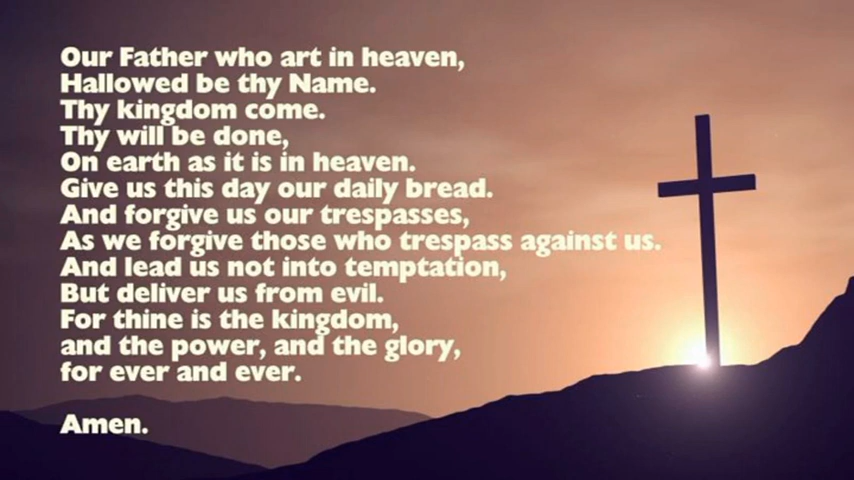 Our Father who art in heaven,
Hallowed be thy Name.
Thy kingdom come.
Thy will be done,
On earth as it is in heaven.
Give us this day our daily bread.
And forgive us our trespasses,
As we forgive those who trespass against us.
And lead us not into temptation,
But deliver us from evil.
For thine is the kingdom,
and the power, and the glory,
for ever and ever.
Amen.